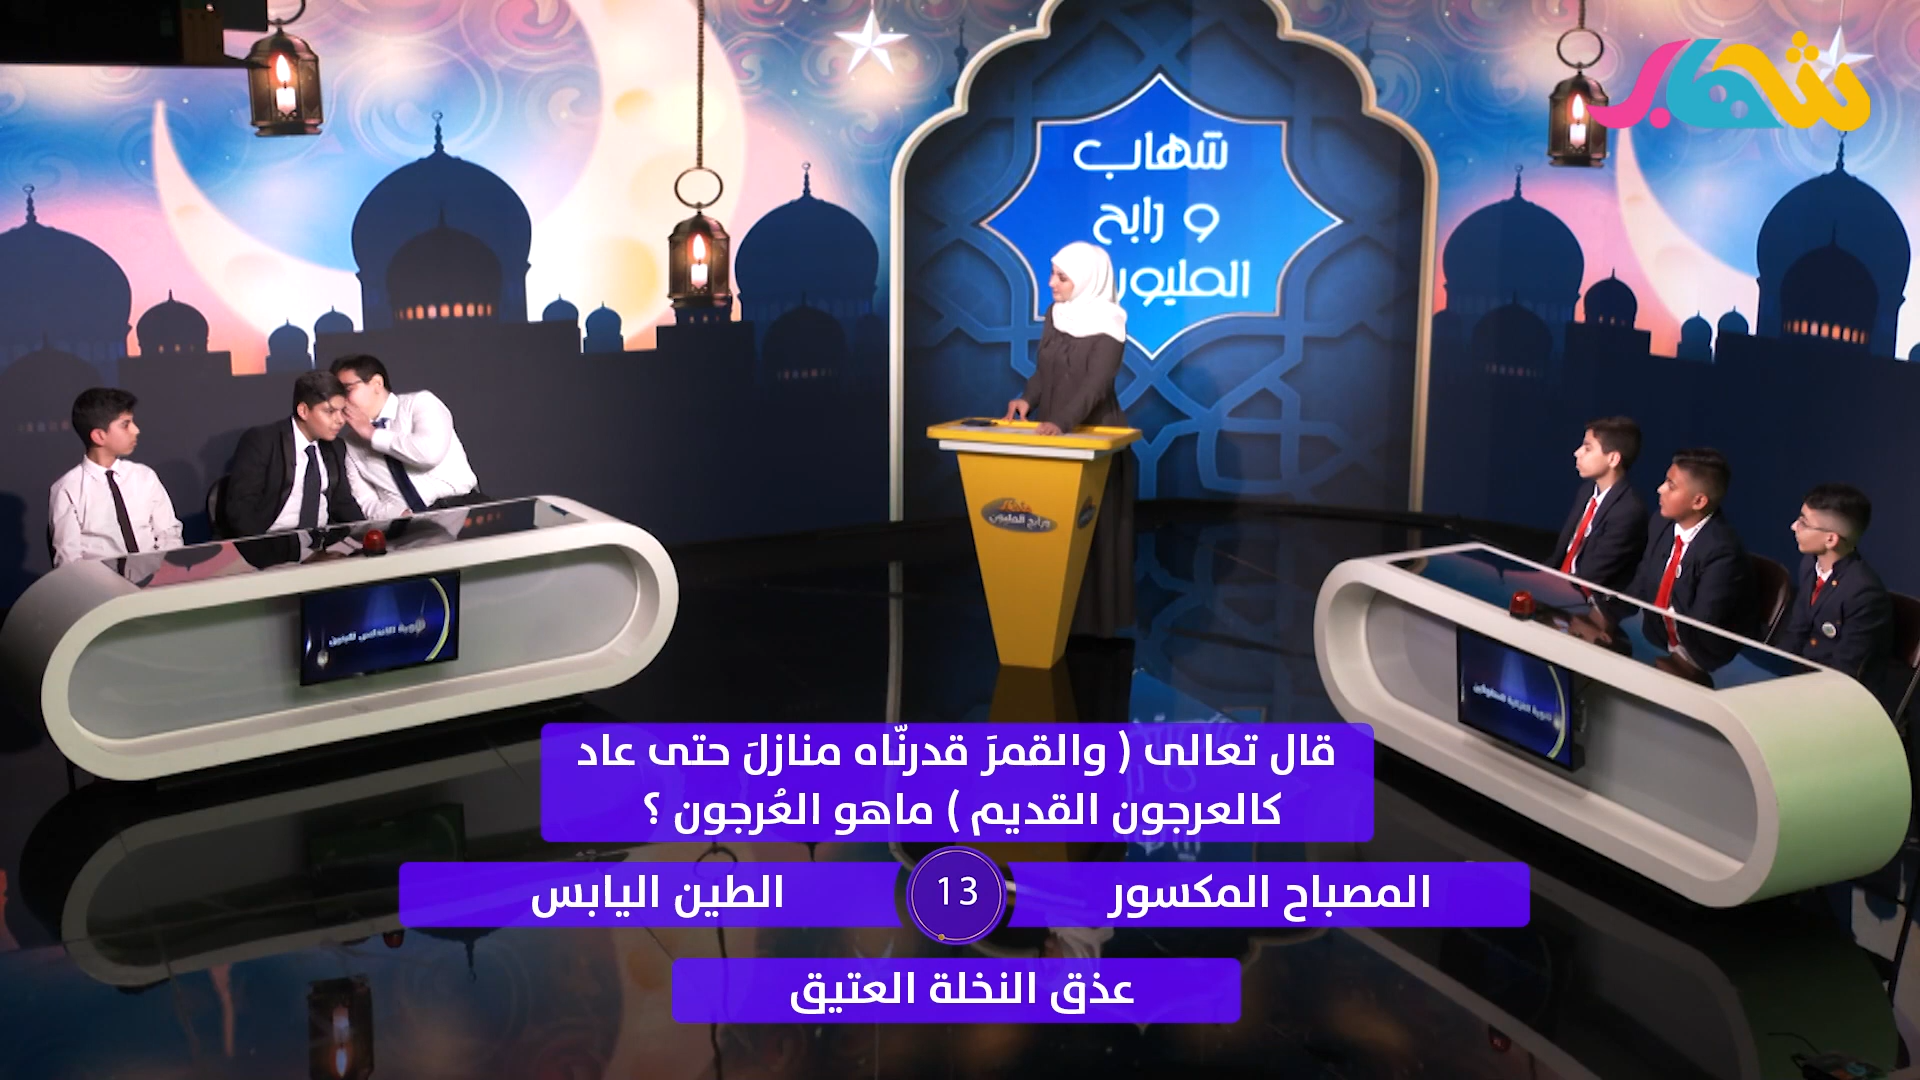 شهاب
شهاب
و رابح
المليون
قال تعالى ( والقمرَ قدرنّاه منازلَ حتى عاد
كالعرجون القديم ) ماهو العُرجون ؟
المصباح المكسور
13
الطين اليابس
عذق النخلة العتيق